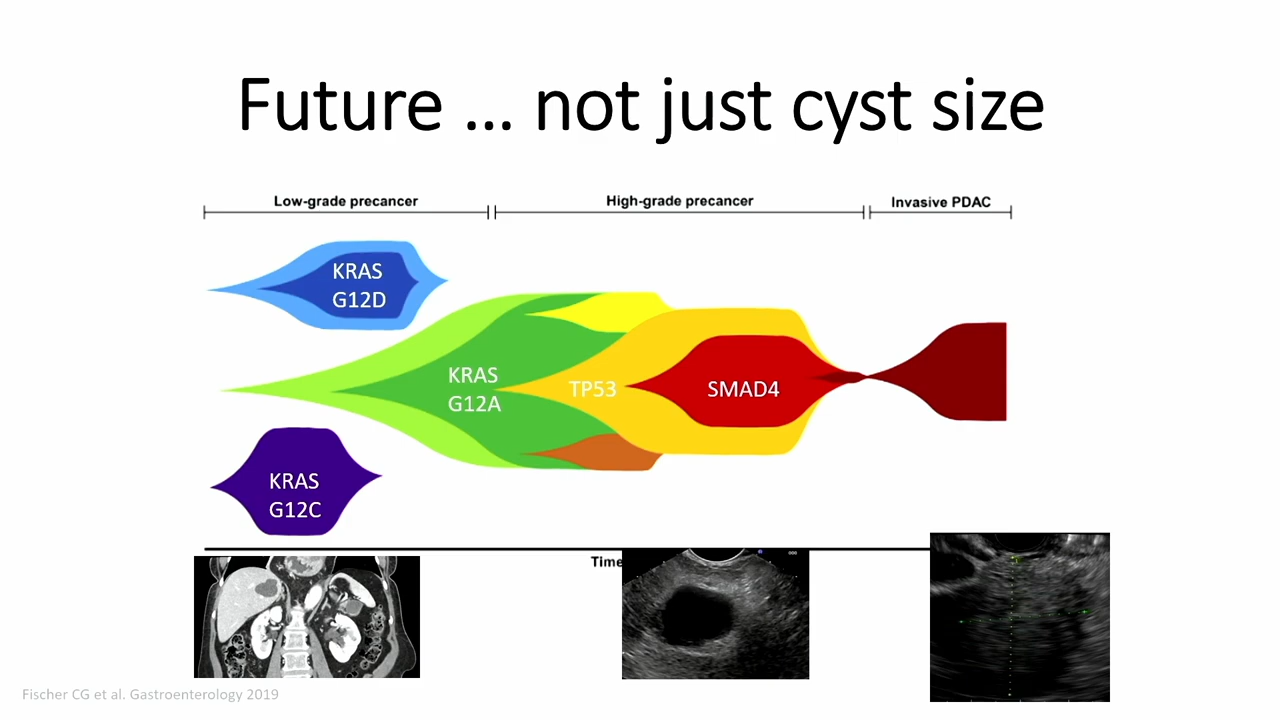 Future … not just cyst size
Low-grade precancer
High-grade precancer
Invasive PDAC
KRAS
G12D
KRAS
G12A
TP53
SMAD4
KRAS
G12C
Time
Fischer CG et al. Gastroenterology 2019